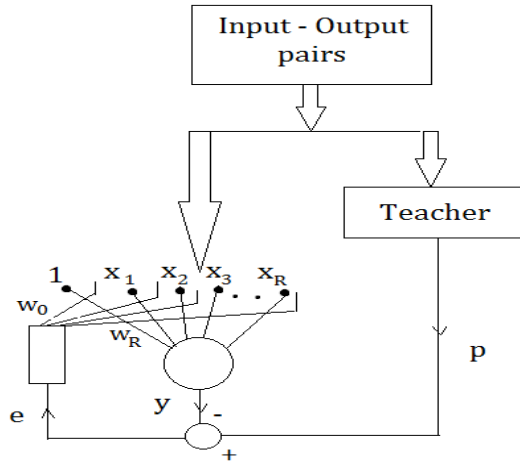 Input - Output
pairs
Teacher
1 x1 x2 x3 . . xR
w0
wR
p
y -
e
+